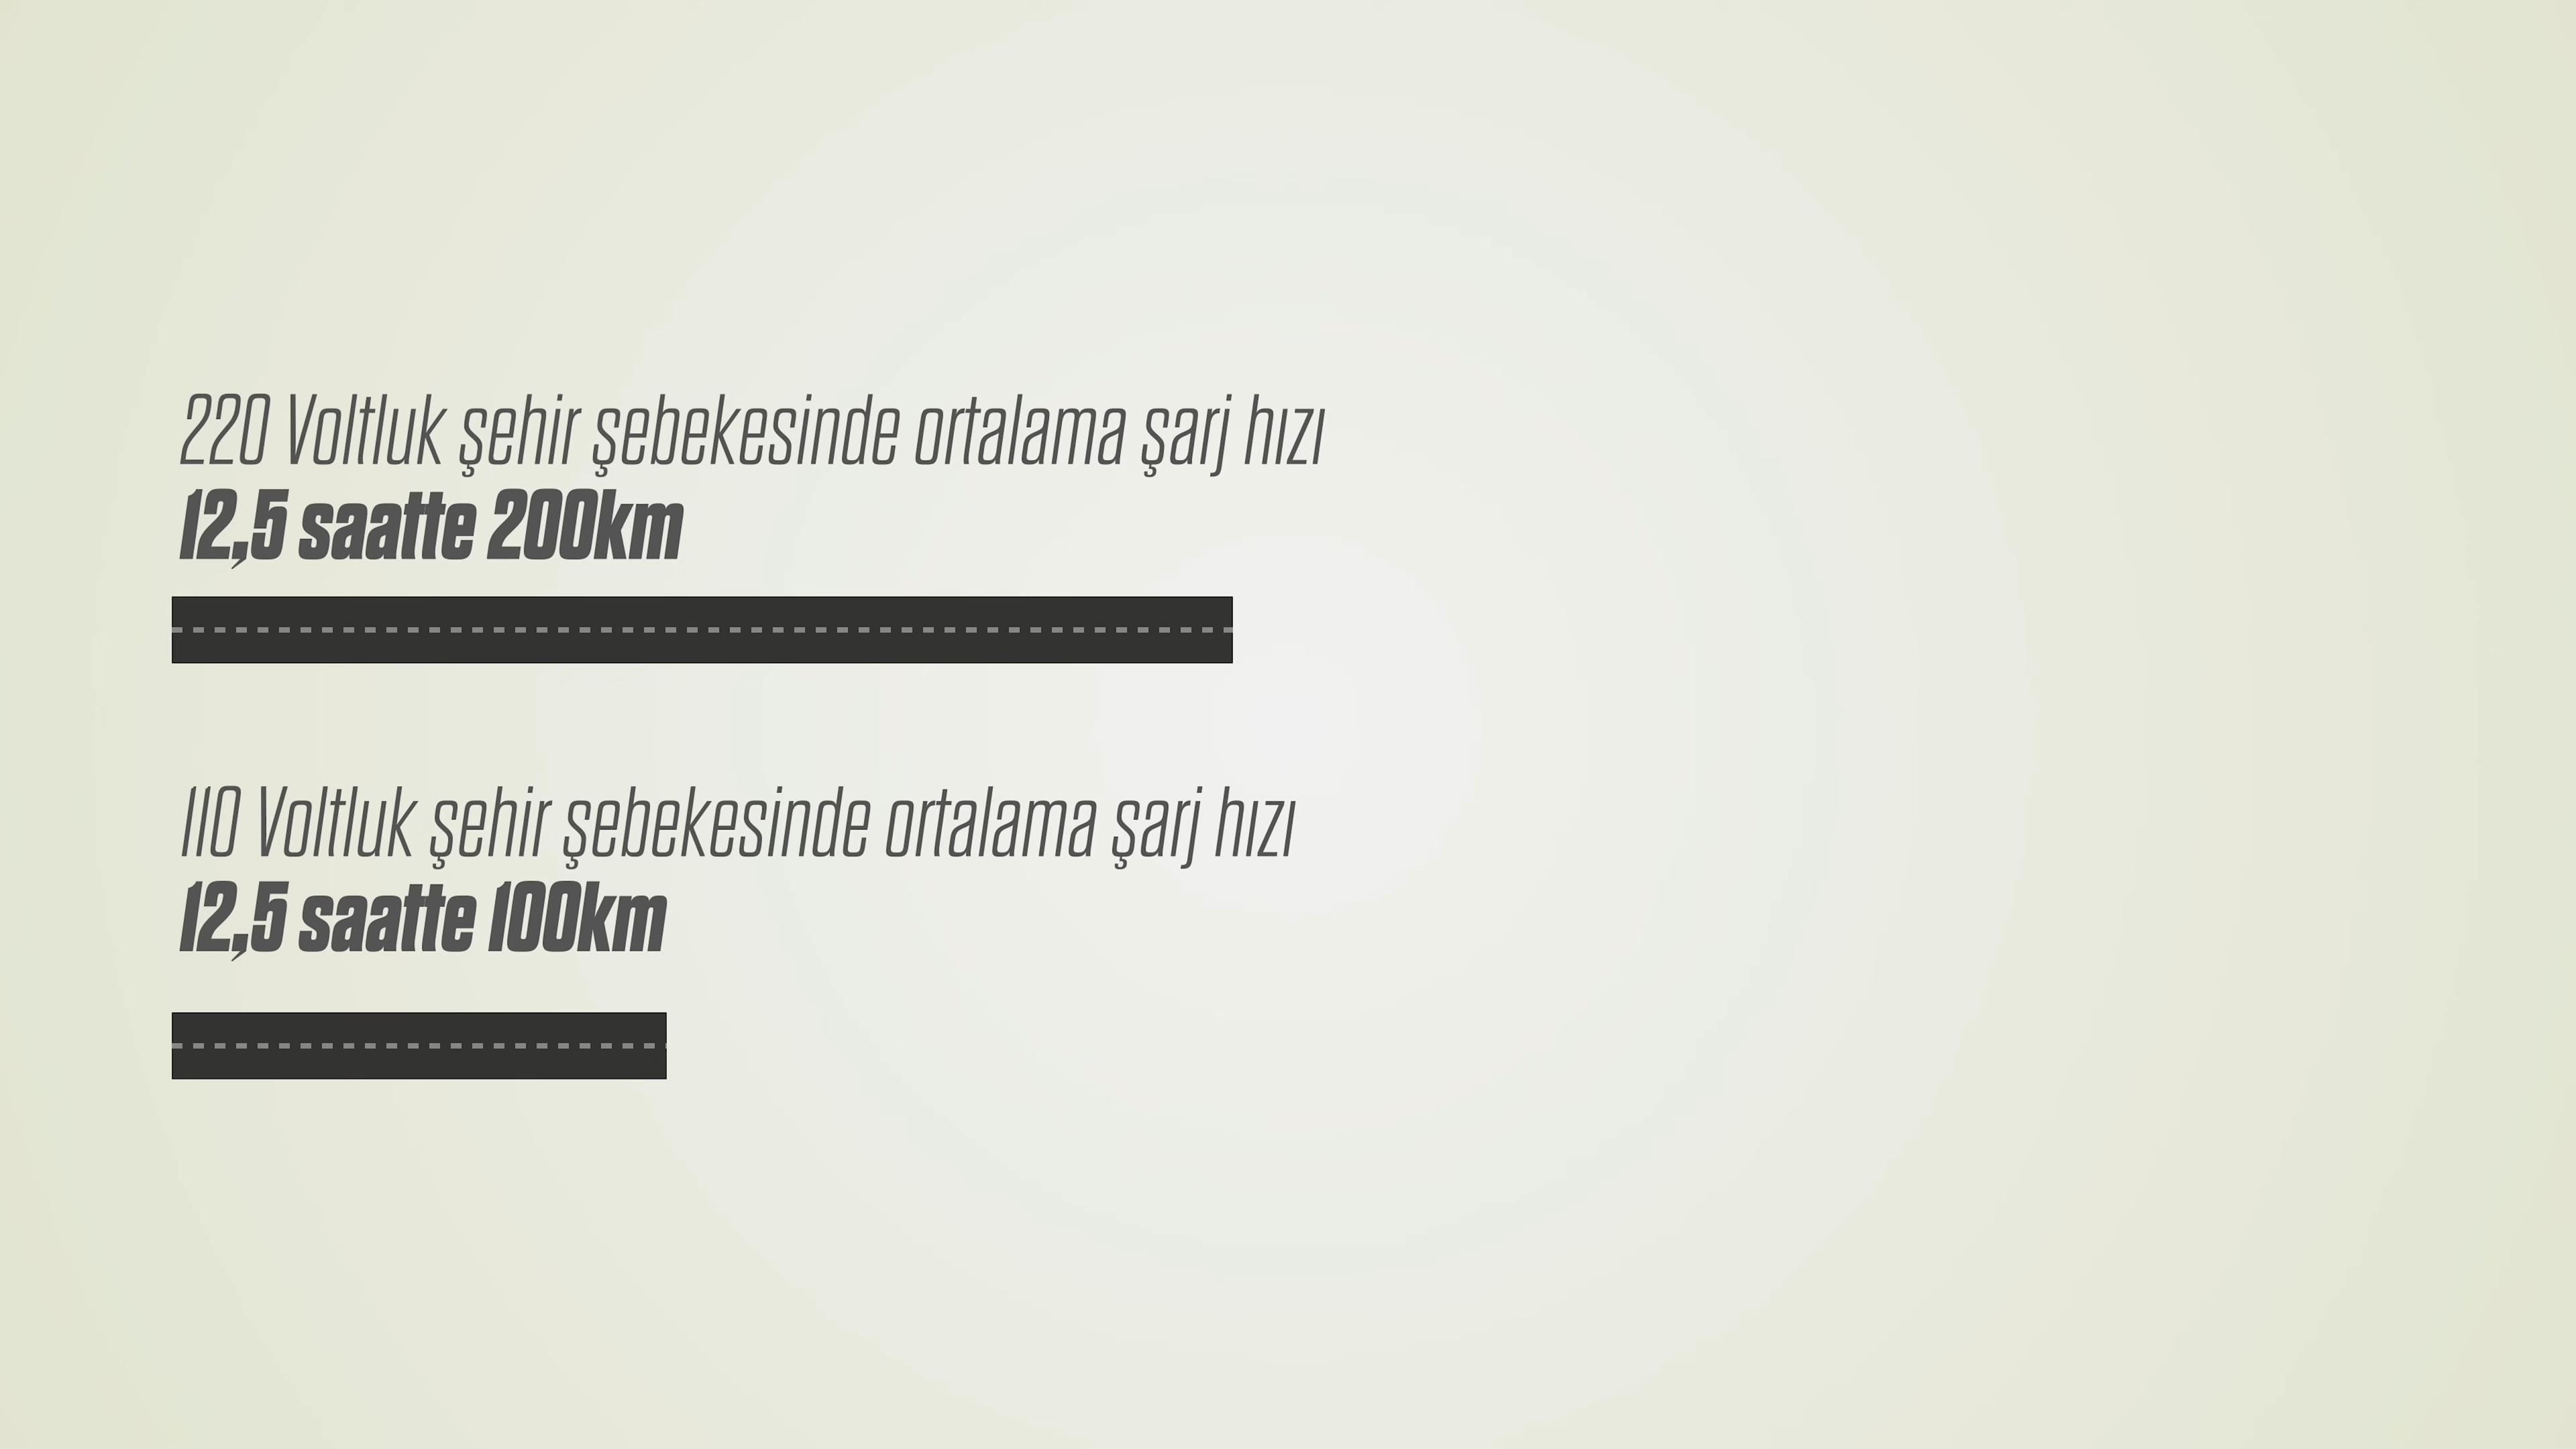 220 Voltluk şehir şebekesinde ortalama şarj hızı
12,5 saatte 200km
110 Voltluk şehir şebekesinde ortalama şarj hızı
12,5 saatte 100km